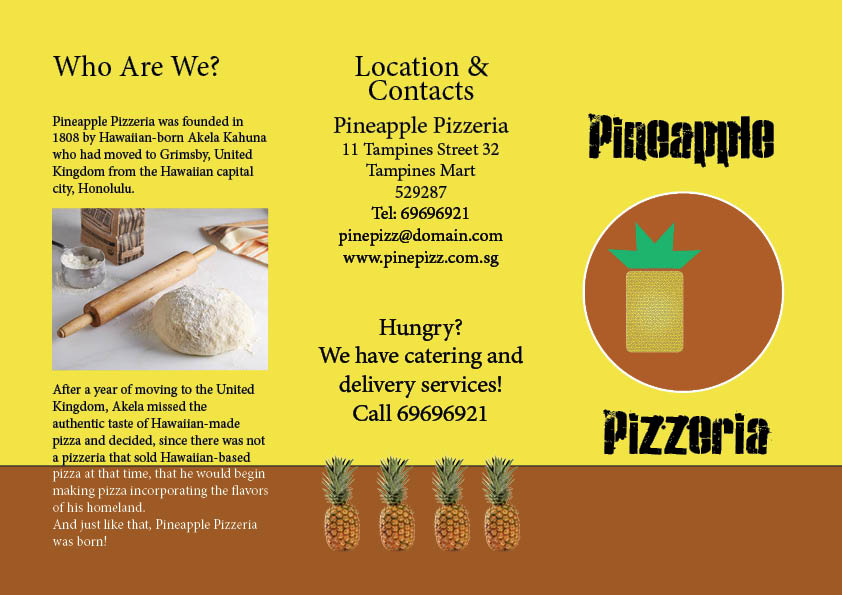 Who Are We?
Pineapple Pizzeria was founded in
1808 by Hawaiian-born Akela Kahuna
who had moved to Grimsby, United
Kingdom from the Hawaiian capital
city, Honolulu.
After a year of moving to the United
Kingdom, Akela missed the
authentic taste of Hawaiian-made
pizza and decided, since there was not
a pizzeria that sold Hawaiian-based
pizza at that time, that he would begin
making pizza incorporating the flavors
of his homeland.
And just like that, Pineapple Pizzeria
was born!
Location &
Contacts
Pineapple Pizzeria
11 Tampines Street 32
Tampines Mart
529287
Tel: 69696921
pinepizz@domain.com
www.pinepizz.com.sg
Hungry?
We have catering and
delivery services!
Call 69696921
Pineapple
Pizzeria